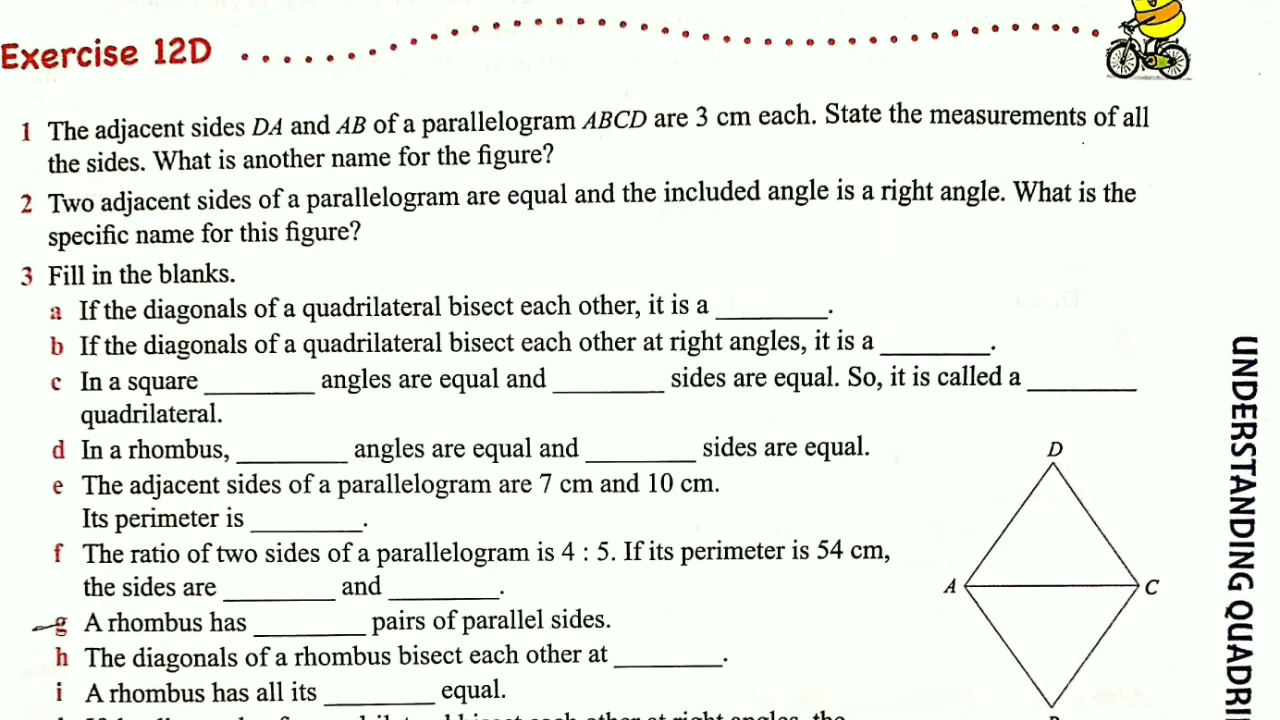 Exercise 12D
1 The adjacent sides DA and AB of a parallelogram ABCD are 3 cm each. State the measurements of all
the sides. What is another name for the figure?
2 Two adjacent sides of a parallelogram are equal and the included angle is a right angle. What is the
specific name for this figure?
3 Fill in the blanks.
a If the diagonals of a quadrilateral bisect each other, it is a ________.
b If the diagonals of a quadrilateral bisect each other at right angles, it is a ________.
c In a square ________ angles are equal and ________ sides are equal. So, it is called a ________
quadrilateral.
d In a rhombus, ________ angles are equal and ________ sides are equal.
e The adjacent sides of a parallelogram are 7 cm and 10 cm.
Its perimeter is ________.
f The ratio of two sides of a parallelogram is 4 : 5. If its perimeter is 54 cm,
the sides are ________ and ________.
g A rhombus has ________ pairs of parallel sides.
h The diagonals of a rhombus bisect each other at ________.
i A rhombus has all its ________ equal.
D
A
C
UNDERSTANDING QUADRI